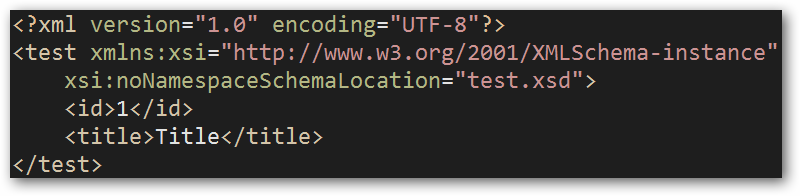 <?xml version="1.0" encoding="UTF-8"?>
<test xmlns:xsi="http://www.w3.org/2001/XMLSchema-instance"
    xsi:noNamespaceSchemaLocation="test.xsd">
    <id>1</id>
    <title>Title</title>
</test>